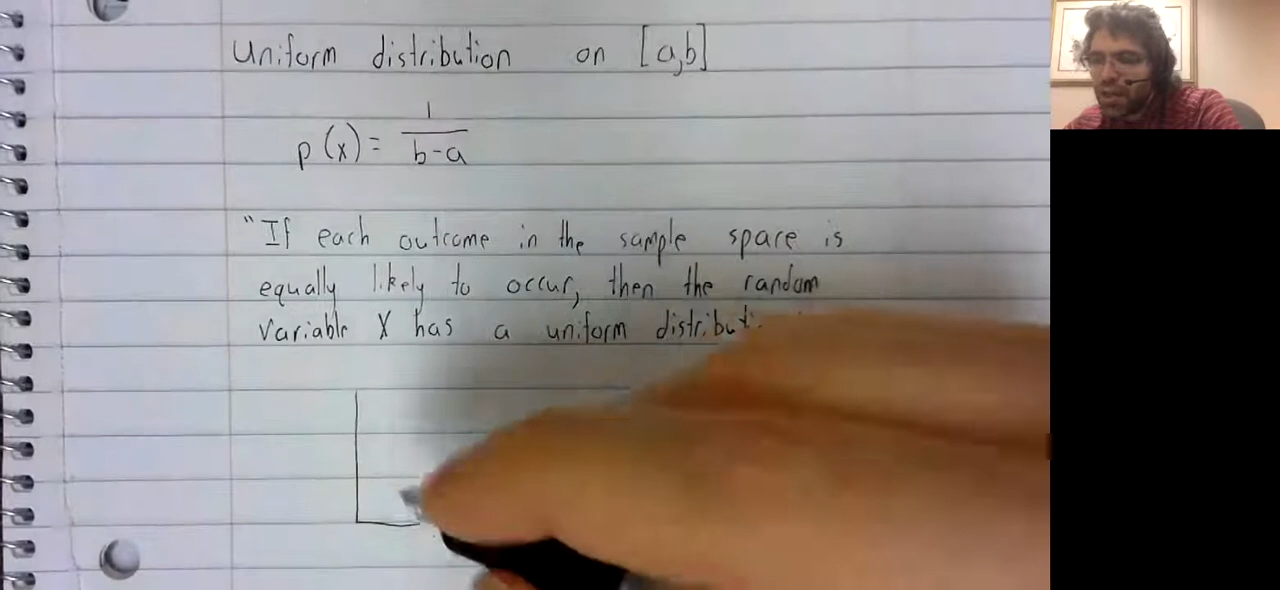 Uniform distribution on [a,b]
p(x) = 1/(b-a)
"If each outcome in the sample space is
equally likely to occur, then the random
variable X has a uniform